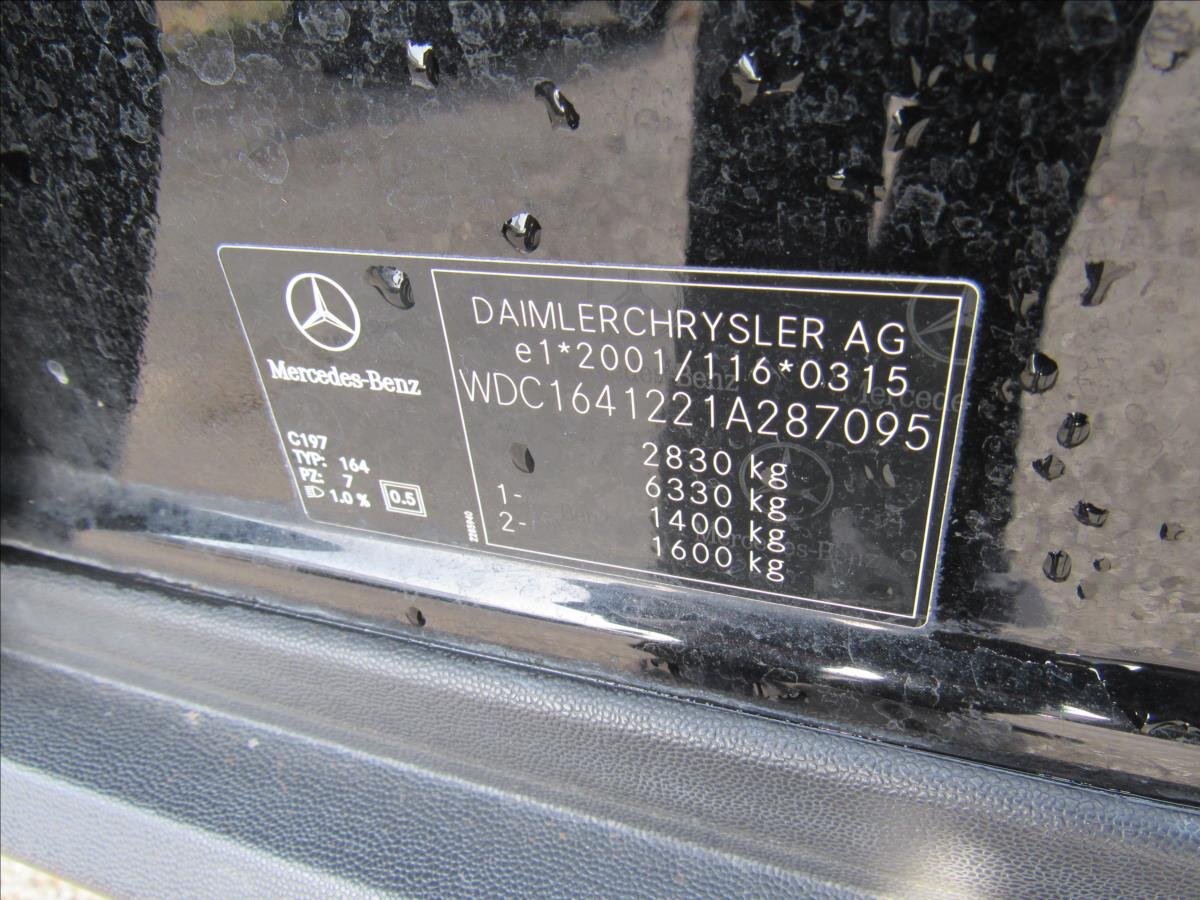 Mercedes-Benz
C197
TYP: 164
PZ: 7
1.0 %
0.5
2285940
DAIMLERCHRYSLER AG
e1*2001/116*0315
WDC1641221A287095
2830 kg
6330 kg
1- 1400 kg
2- 1600 kg